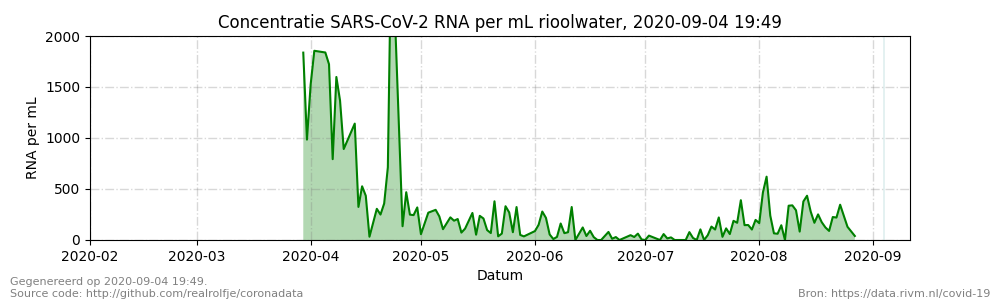 Concentratie SARS-CoV-2 RNA per mL rioolwater, 2020-09-04 19:49
2000
1500
1000
500
0
RNA per mL
2020-02 2020-03 2020-04 2020-05 2020-06 2020-07 2020-08 2020-09
Datum
Gegenereerd op 2020-09-04 19:49.
Source code: http://github.com/realrolfje/coronadata
Bron: https://data.rivm.nl/covid-19